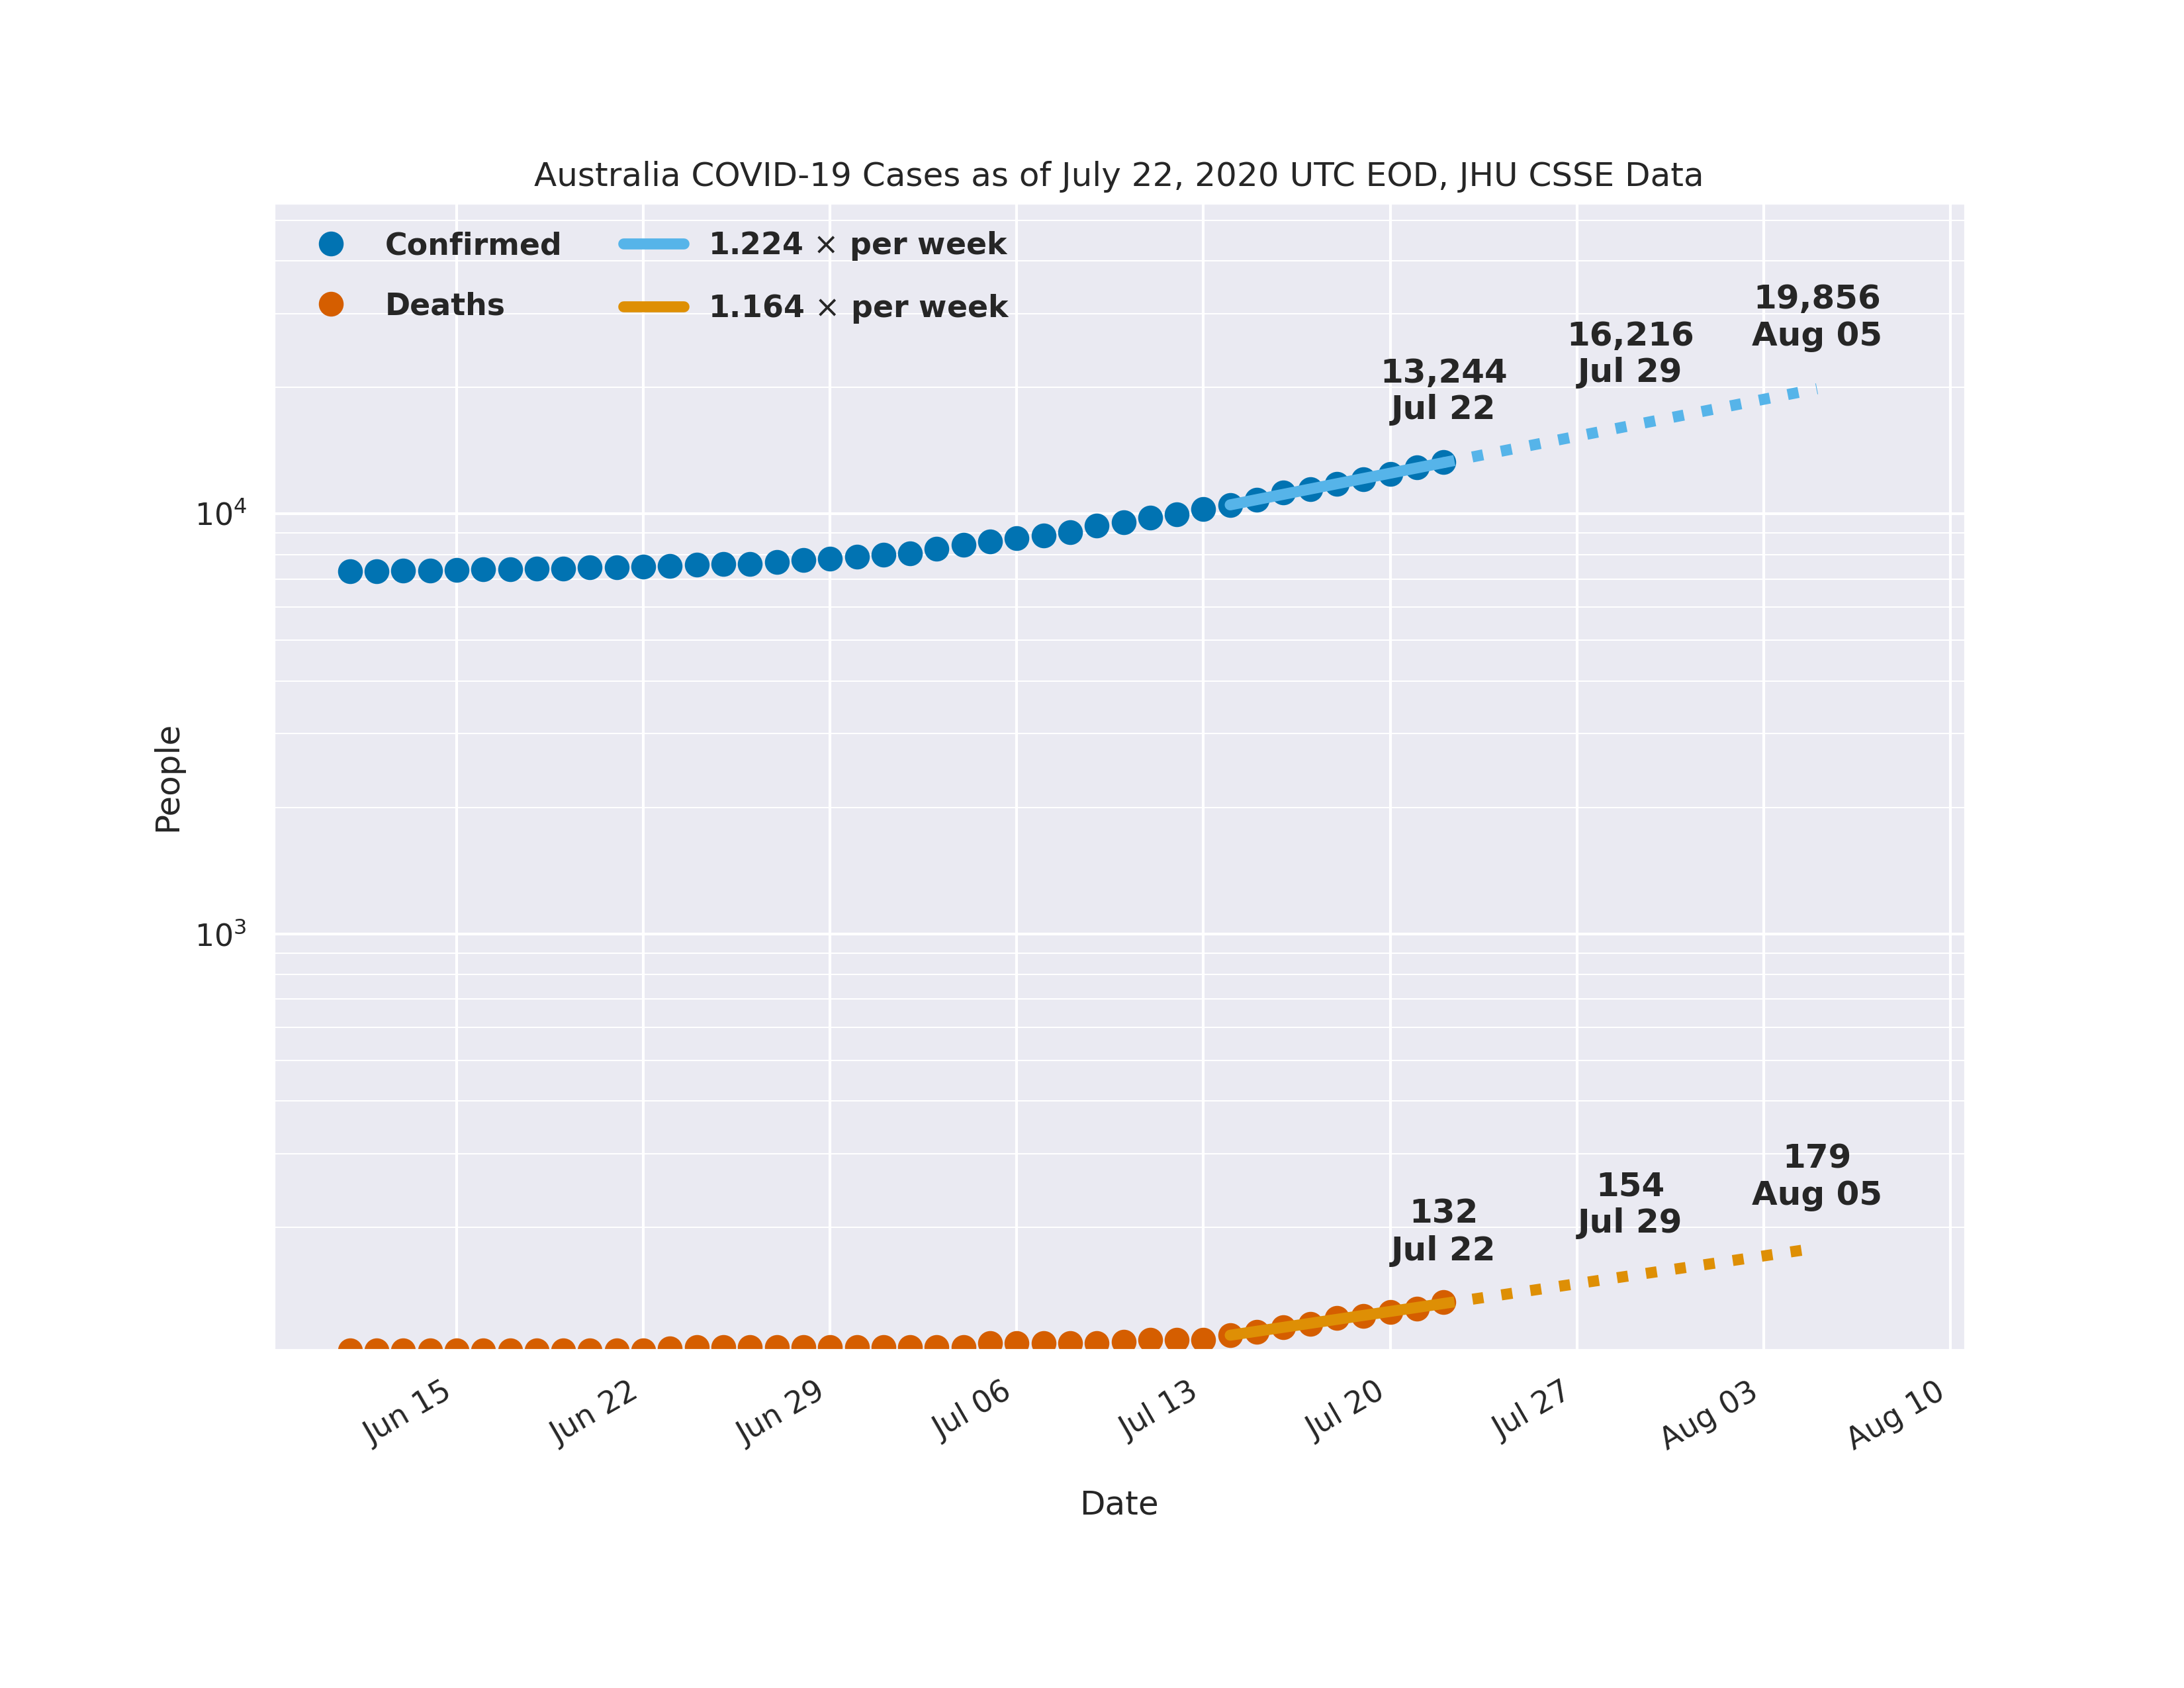 Australia COVID-19 Cases as of July 22, 2020 UTC EOD, JHU CSSE Data
Confirmed
Deaths
1.224 × per week
1.164 × per week
19,856
Aug 05
16,216
Jul 29
13,244
Jul 22
10⁴
10³
People
179
Aug 05
154
Jul 29
132
Jul 22
Jun 15
Jun 22
Jun 29
Jul 06
Jul 13
Jul 20
Jul 27
Aug 03
Aug 10
Date